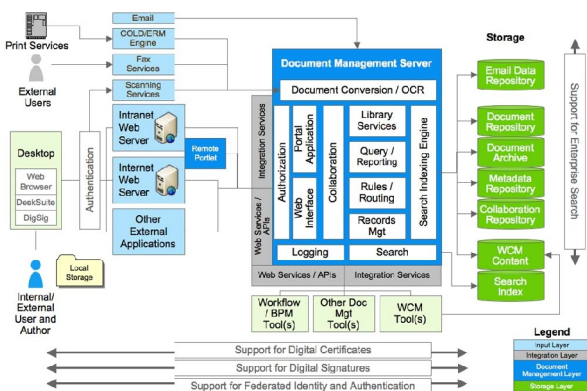 Print Services
External
Users
Email
COLD/ERM
Engine
Fax
Services
Scanning
Services
Desktop
Web
Browser
DeskSuite
DigSig
Authentication
Intranet
Web
Server
Internet
Web
Server
Other
External
Applications
Remote
Portlet
Local
Storage
Internal/
External
User and
Author
Document Management Server
Document Conversion / OCR
Integration Services
Web Services /
APIs
Authorization
Portal
Application
Web
Interface
Collaboration
Library
Services
Query /
Reporting
Rules /
Routing
Records
Mgt
Search Indexing Engine
Logging
Search
Web Services / APIs
Integration Services
Workflow
/ BPM
Tool(s)
Other Doc
Mgt
Tool(s)
WCM
Tool(s)
Storage
Email Data
Repository
Document
Repository
Document
Archive
Metadata
Repository
Collaboration
Repository
WCM
Content
Search
Index
Support for Enterprise Search
Support for Digital Certificates
Support for Digital Signatures
Support for Federated Identity and Authentication
Legend
Input Layer
Integration Layer
Document
Management Layer
Storage Layer